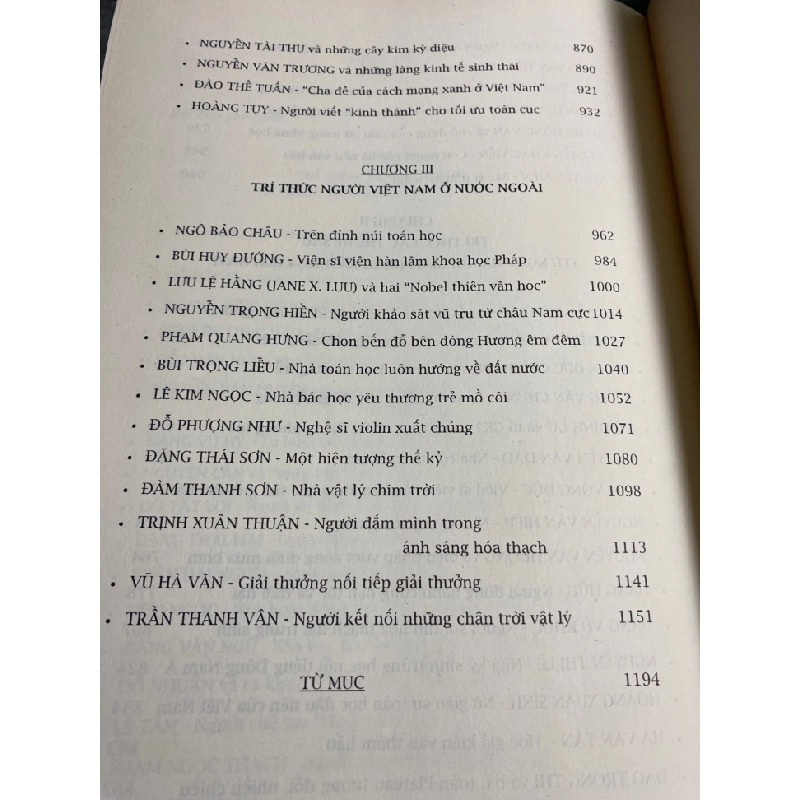 • NGUYỄN TÀI THU và những cây kim kỳ diệu 870
• NGUYỄN VĂN TRƯƠNG và những làng kinh tế sinh thái 890
• ĐÀO THẾ TUẤN - "Cha đẻ của cách mạng xanh ở Việt Nam" 921
• HOÀNG TỤY - Người viết "kinh thánh" cho tối ưu toàn cục 932
CHƯƠNG III
TRÍ THỨC NGƯỜI VIỆT NAM Ở NƯỚC NGOÀI
• NGÔ BẢO CHÂU - Trên đỉnh núi toán học 962
• BÙI HUY ĐƯỜNG - Viện sĩ viện hàn lâm khoa học Pháp 984
• LƯU LỆ HẰNG (JANE X. LUU) và hai "Nobel thiên văn học" 1000
• NGUYỄN TRỌNG HIỀN - Người khảo sát vũ trụ từ châu Nam cực 1014
• PHẠM QUANG HƯNG - Chọn bến đỗ bên dòng Hương êm đềm 1027
• BÙI TRỌNG LIỄU - Nhà toán học luôn hướng về đất nước 1040
• LÊ KIM NGỌC - Nhà bác học yêu thương trẻ mồ côi 1052
• ĐỖ PHƯỢNG NHƯ - Nghệ sĩ violin xuất chúng 1071
• ĐẶNG THÁI SƠN - Một hiện tượng thế kỷ 1080
• ĐÀM THANH SƠN - Nhà vật lý chim trời 1098
• TRỊNH XUÂN THUẬN - Người đắm mình trong
ánh sáng hóa thạch 1113
• VŨ HÀ VĂN - Giải thưởng nối tiếp giải thưởng 1141
• TRẦN THANH VÂN - Người kết nối những chân trời vật lý 1151
TỪ MỤC 1194